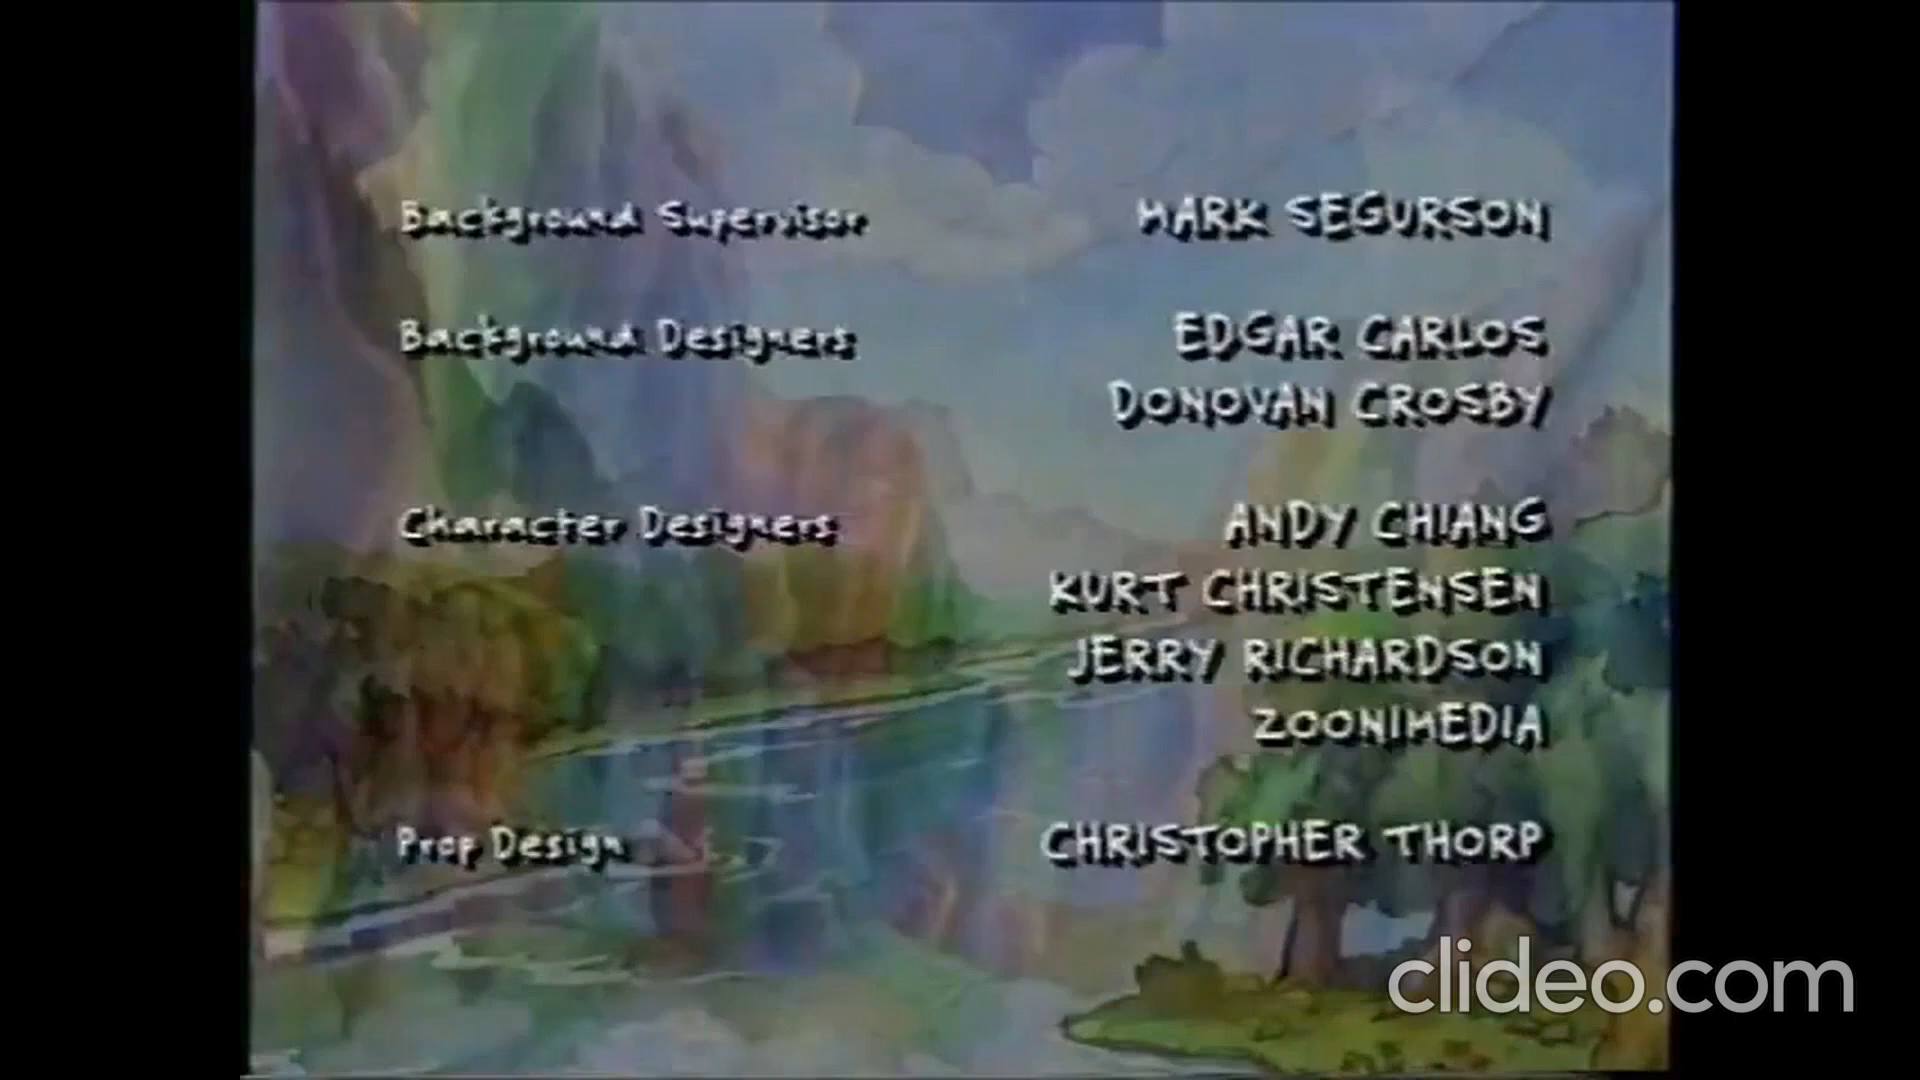 Background Supervisor MARK SEGURSON
Background Designers EDGAR CARLOS
DONOVAN CROSBY
Character Designers ANDY CHIANG
KURT CHRISTENSEN
JERRY RICHARDSON
ZOONIMEDIA
Prop Design CHRISTOPHER THORP
clideo.com